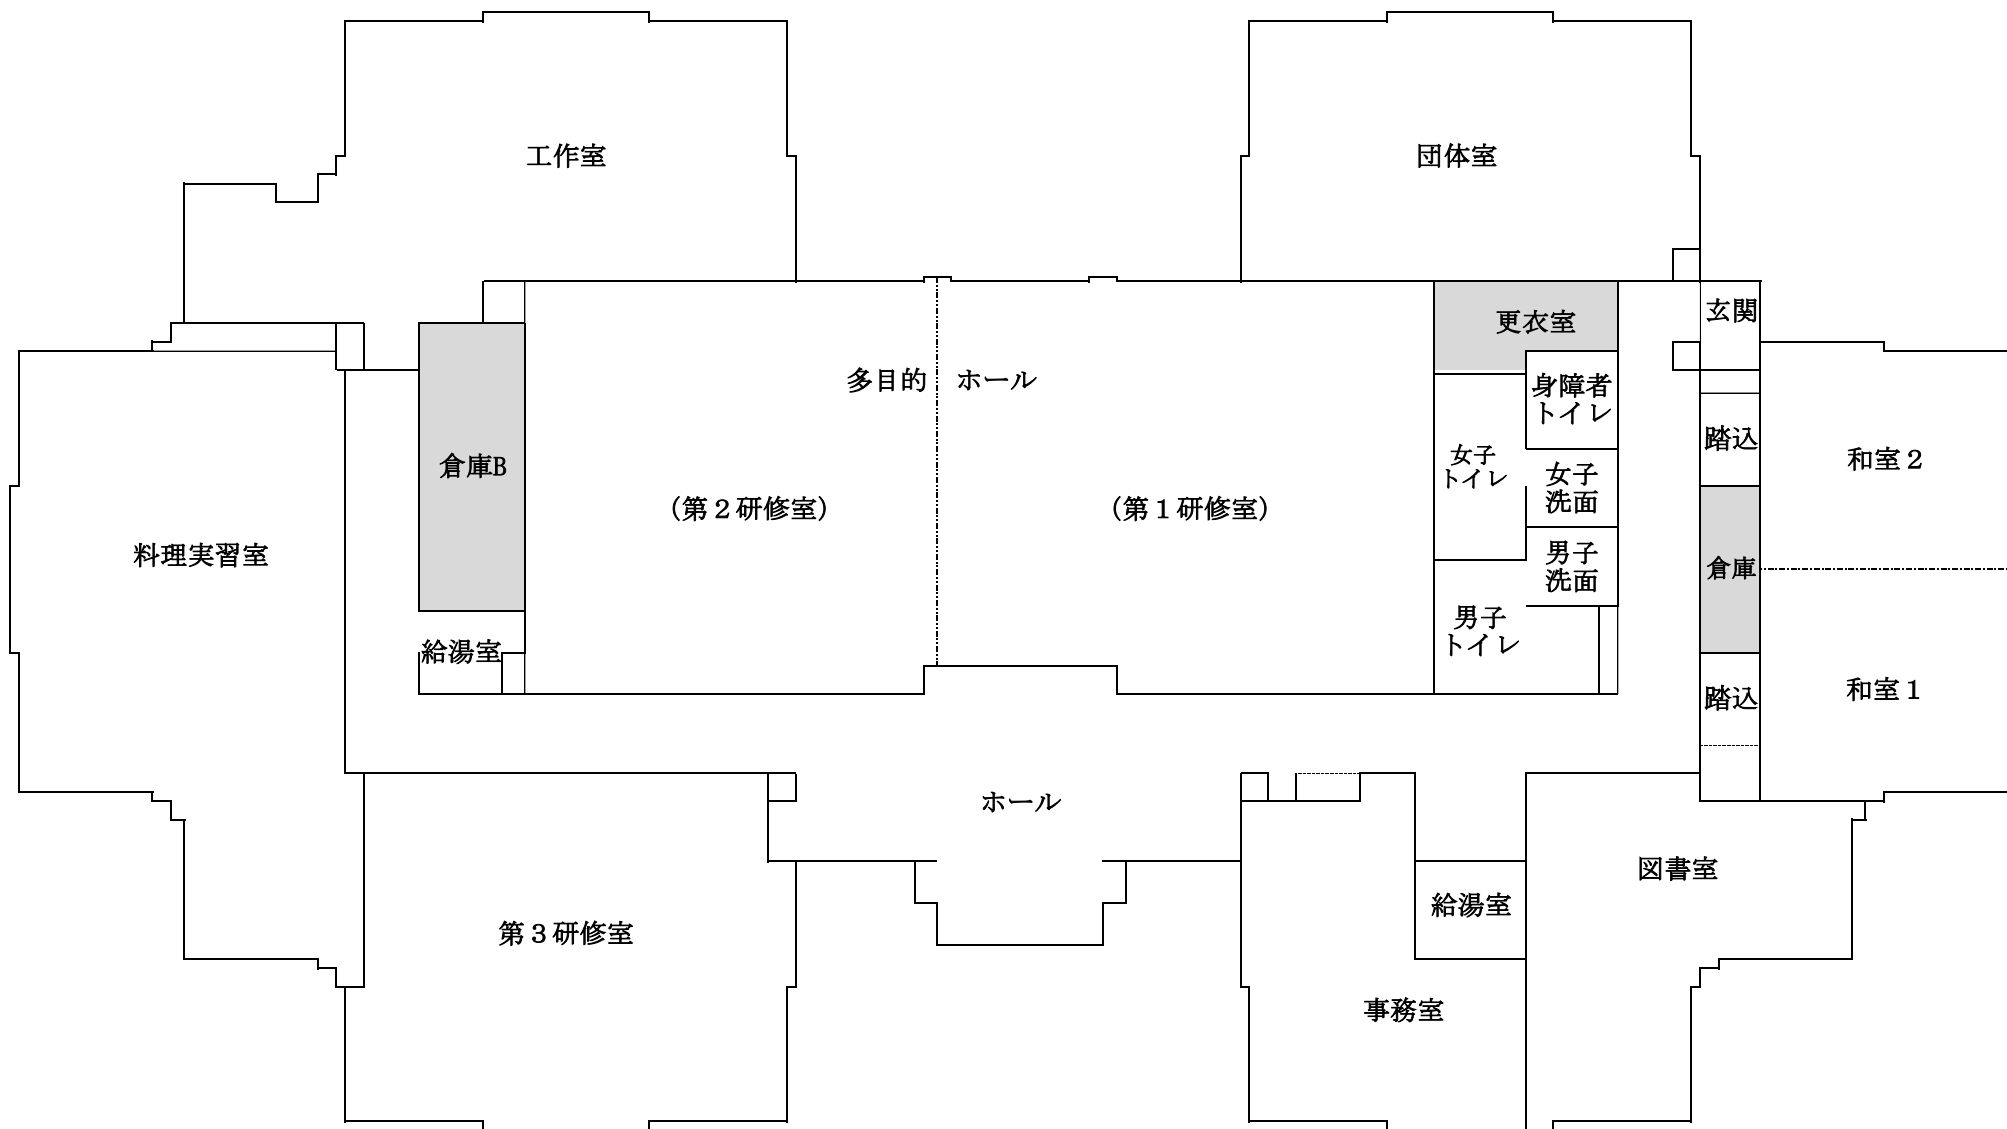 工作室
団体室
玄関
更衣室
多目的 ホール
身障者
トイレ
踏込
和室２
倉庫B
女子
トイレ
女子
洗面
(第２研修室)
(第１研修室)
料理実習室
男子
洗面
倉庫
男子
トイレ
給湯室
踏込
和室１
ホール
図書室
給湯室
第３研修室
事務室